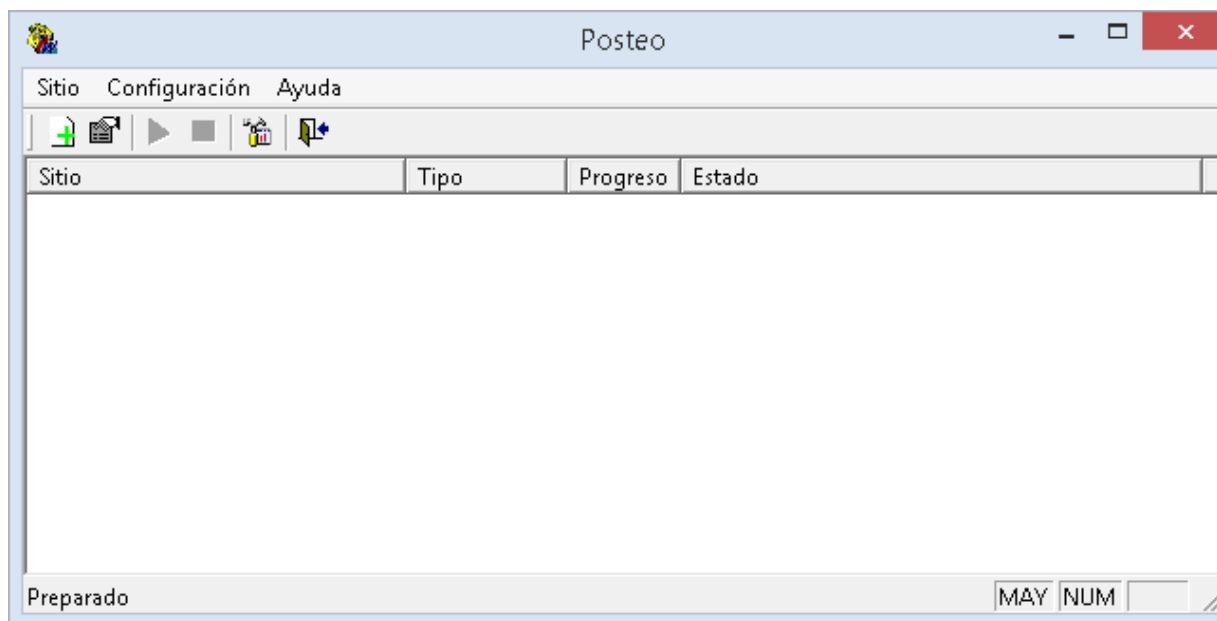 Posteo
Sitio Configuración Ayuda
Sitio Tipo Progreso Estado
Preparado MAY NUM